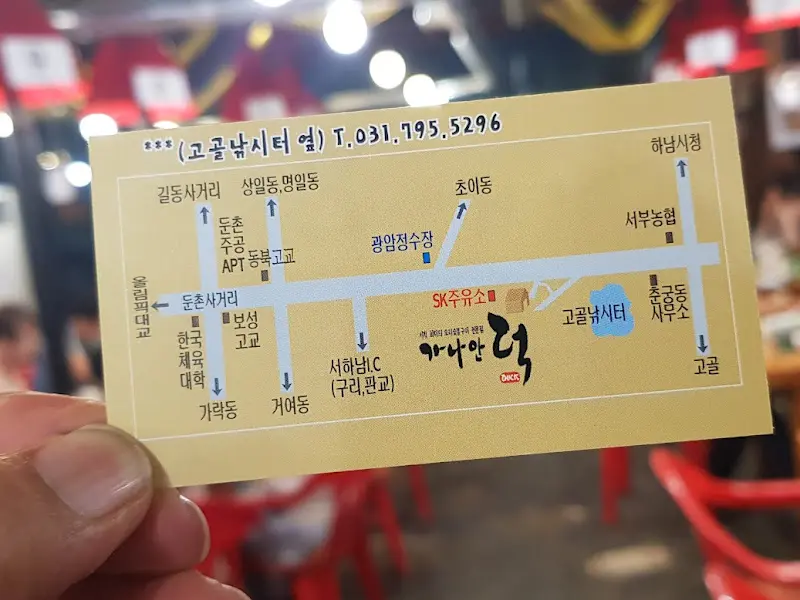 ***(고골낚시터 옆) T.031.795.5296
길동사거리
상일동,명일동
초이동
하남시청
둔촌
주공
APT
동북고교
광암정수장
서부농협
올림픽대교
둔촌사거리
SK주유소
고골낚시터
춘궁동
사무소
한국
체육
대학
보성
고교
서하남I.C
(구리,판교)
가나안덕
DUCK
가락동
거여동
고골